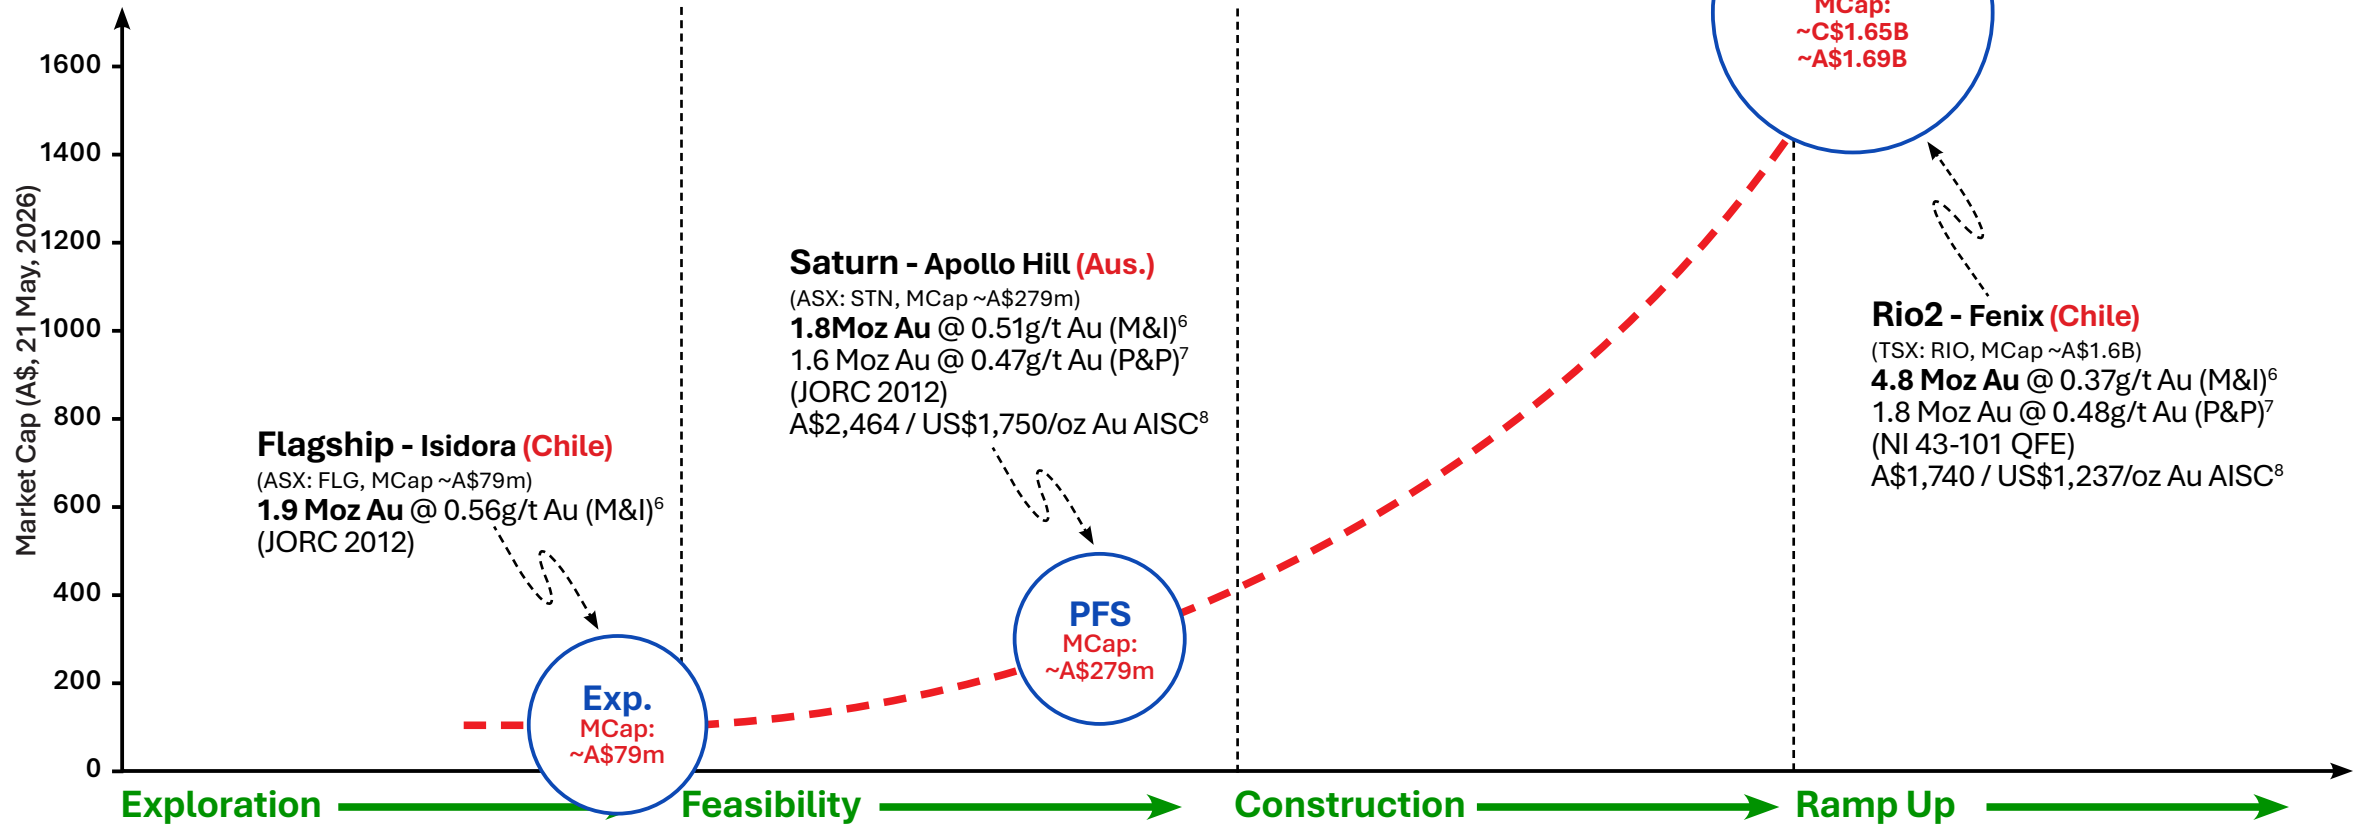 MCap:
~C$1.65B
~A$1.69B
1600
1400
1200
1000
800
600
400
200
0
Market Cap (A$, 21 May, 2026)
Flagship - Isidora (Chile)
(ASX: FLG, MCap ~A$79m)
1.9 Moz Au @ 0.56g/t Au (M&I)⁶
(JORC 2012)
Exp.
MCap:
~A$79m
Saturn - Apollo Hill (Aus.)
(ASX: STN, MCap ~A$279m)
1.8Moz Au @ 0.51g/t Au (M&I)⁶
1.6 Moz Au @ 0.47g/t Au (P&P)⁷
(JORC 2012)
A$2,464 / US$1,750/oz Au AISC⁸
PFS
MCap:
~A$279m
Rio2 - Fenix (Chile)
(TSX: RIO, MCap ~A$1.6B)
4.8 Moz Au @ 0.37g/t Au (M&I)⁶
1.8 Moz Au @ 0.48g/t Au (P&P)⁷
(NI 43-101 QFE)
A$1,740 / US$1,237/oz Au AISC⁸
Exploration
Feasibility
Construction
Ramp Up